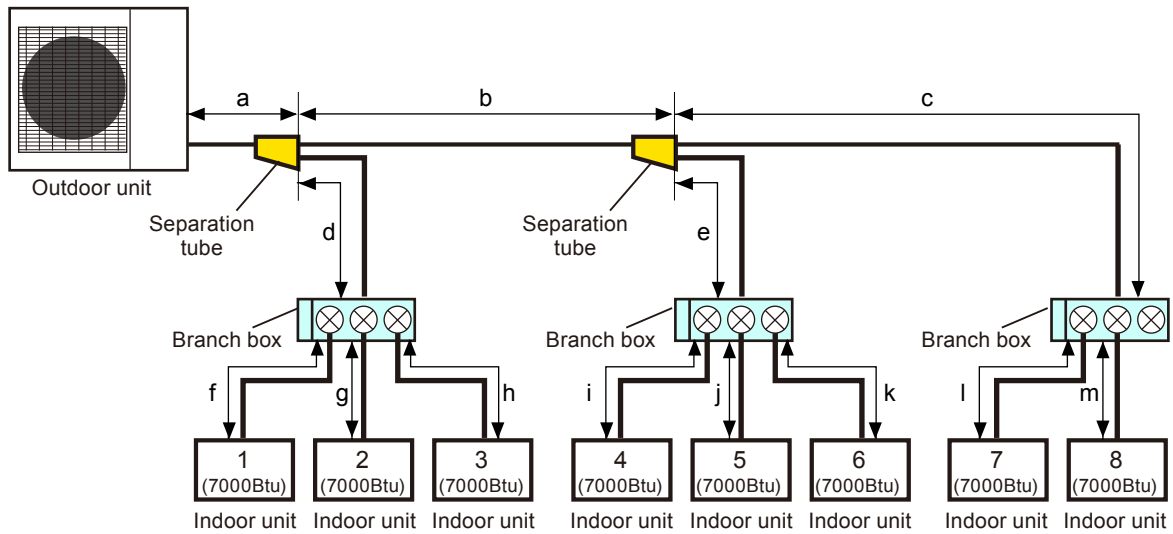 a
b
c
Outdoor unit
Separation
tube
Separation
tube
d
e
Branch box
Branch box
Branch box
f
g
h
i
j
k
l
m
1
(7000Btu)
2
(7000Btu)
3
(7000Btu)
4
(7000Btu)
5
(7000Btu)
6
(7000Btu)
7
(7000Btu)
8
(7000Btu)
Indoor unit
Indoor unit
Indoor unit
Indoor unit
Indoor unit
Indoor unit
Indoor unit
Indoor unit